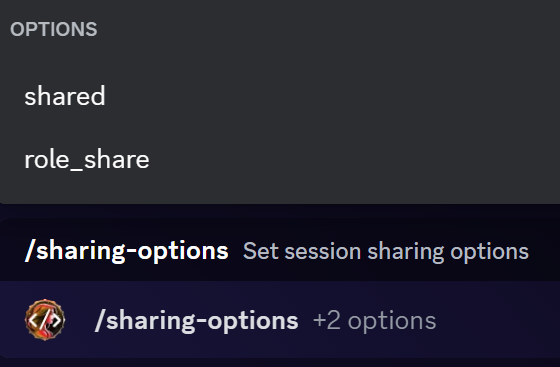 OPTIONS
shared
role_share
/sharing-options Set session sharing options
</> /sharing-options +2 options